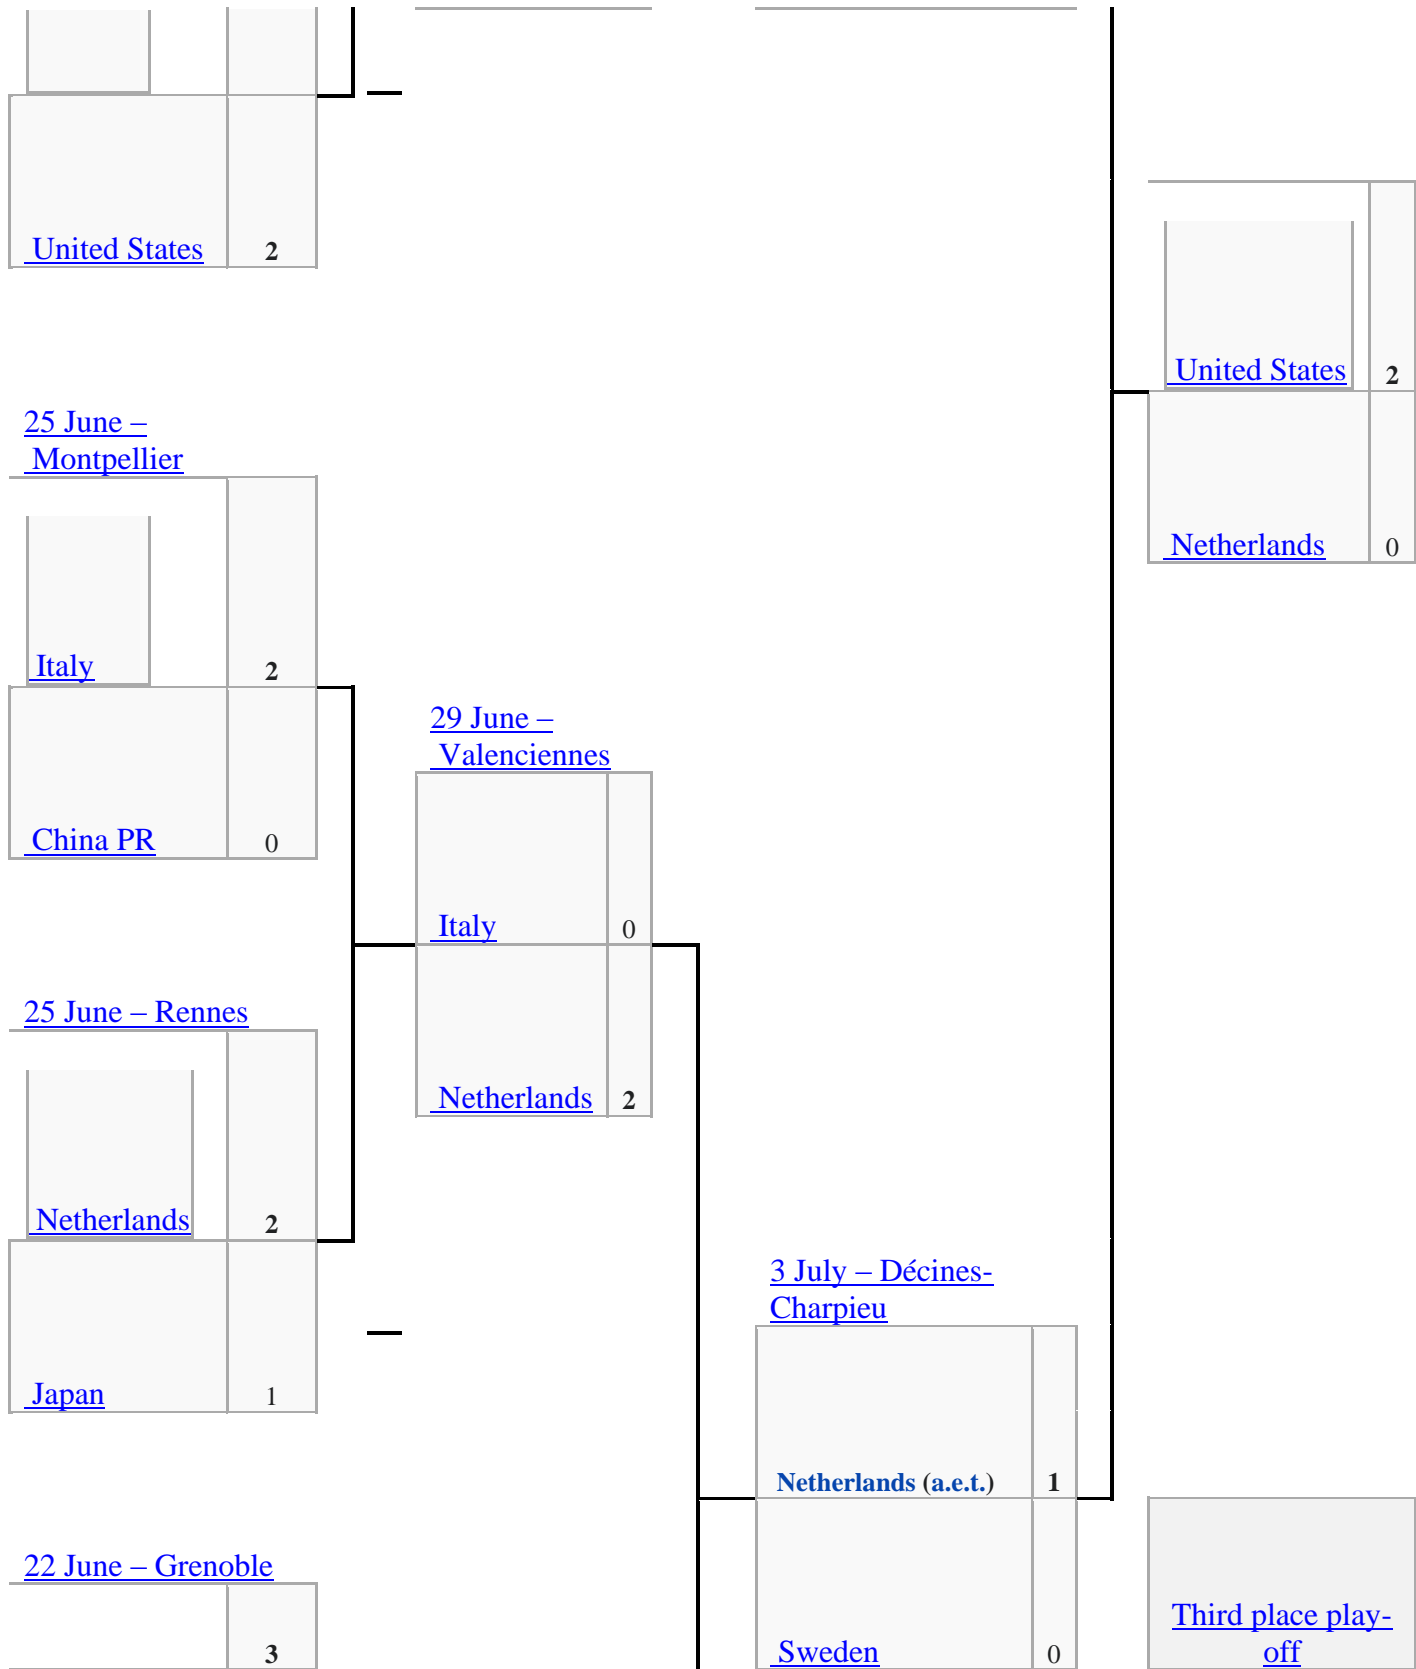 United States 2
United States 2
25 June –
Montpellier
Netherlands 0
Italy 2
29 June –
Valenciennes
China PR 0
Italy 0
25 June – Rennes
Netherlands 2
Netherlands 2
3 July – Décines-
Charpieu
Japan 1
Netherlands (a.e.t.) 1
22 June – Grenoble
Third place play-
off
3
Sweden 0